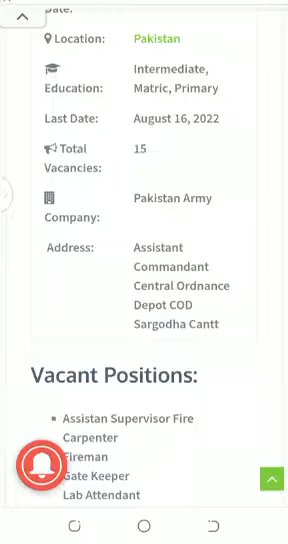 Date:
Location: Pakistan
Education: Intermediate,
Matric, Primary
Last Date: August 16, 2022
Total Vacancies: 15
Company: Pakistan Army
Address: Assistant
Commandant
Central Ordnance
Depot COD
Sargodha Cantt
Vacant Positions:
Assistan Supervisor Fire
Carpenter
Fireman
Gate Keeper
Lab Attendant